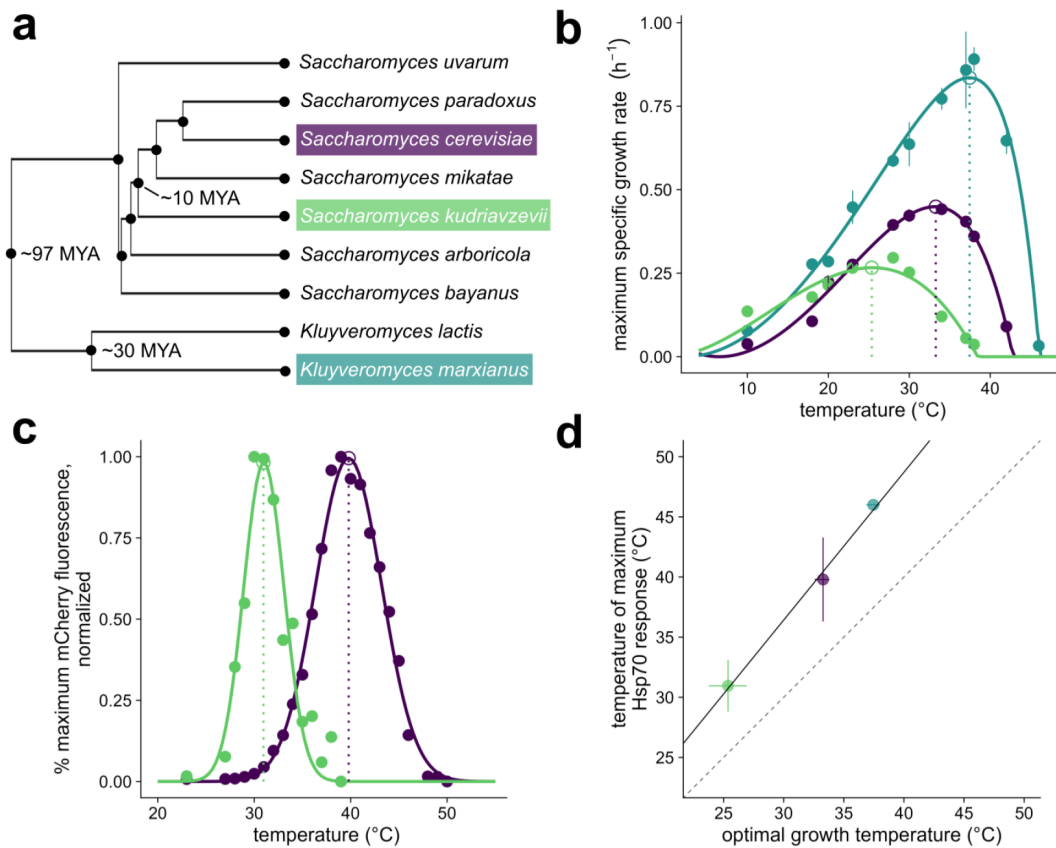 a
Saccharomyces uvarum
Saccharomyces paradoxus
Saccharomyces cerevisiae
Saccharomyces mikatae
~10 MYA
Saccharomyces kudriavzevii
~97 MYA
Saccharomyces arboricola
Saccharomyces bayanus
Kluyveromyces lactis
~30 MYA
Kluyveromyces marxianus
b
maximum specific growth rate (h⁻¹)
1.00
0.75
0.50
0.25
0.00
10 20 30 40
temperature (°C)
c
% maximum mCherry fluorescence,
normalized
1.00
0.75
0.50
0.25
0.00
20 30 40 50
temperature (°C)
d
temperature of maximum
Hsp70 response (°C)
50
45
40
35
30
25
25 30 35 40 45 50
optimal growth temperature (°C)